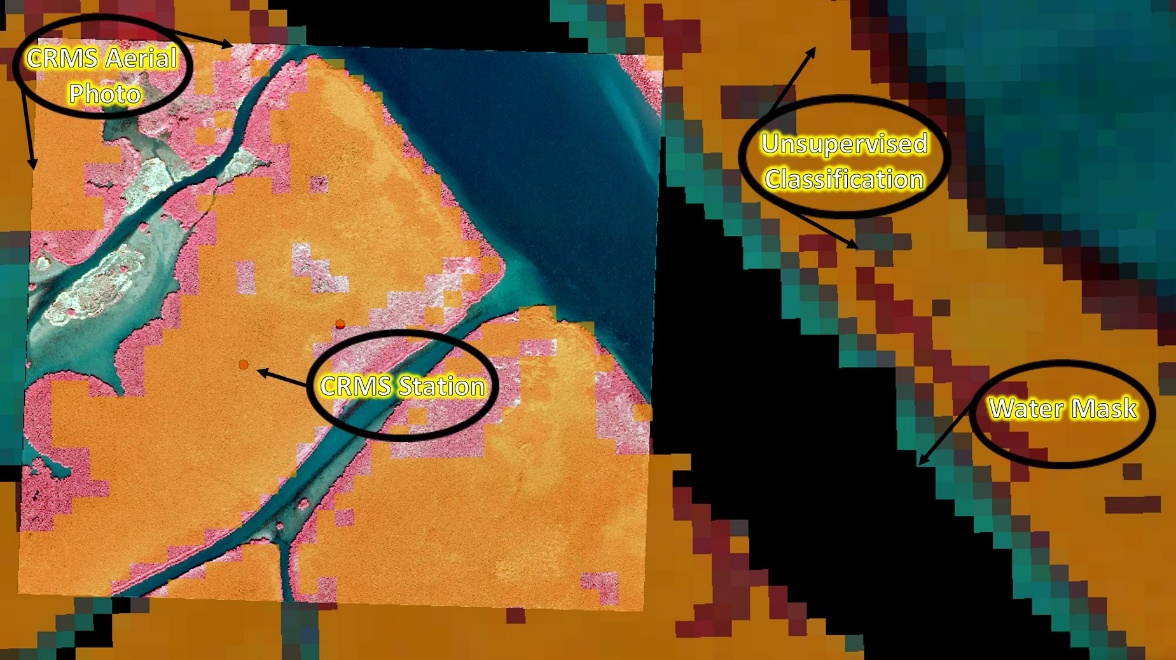 CRMS Aerial
Photo
Unsupervised
Classification
CRMS Station
Water Mask